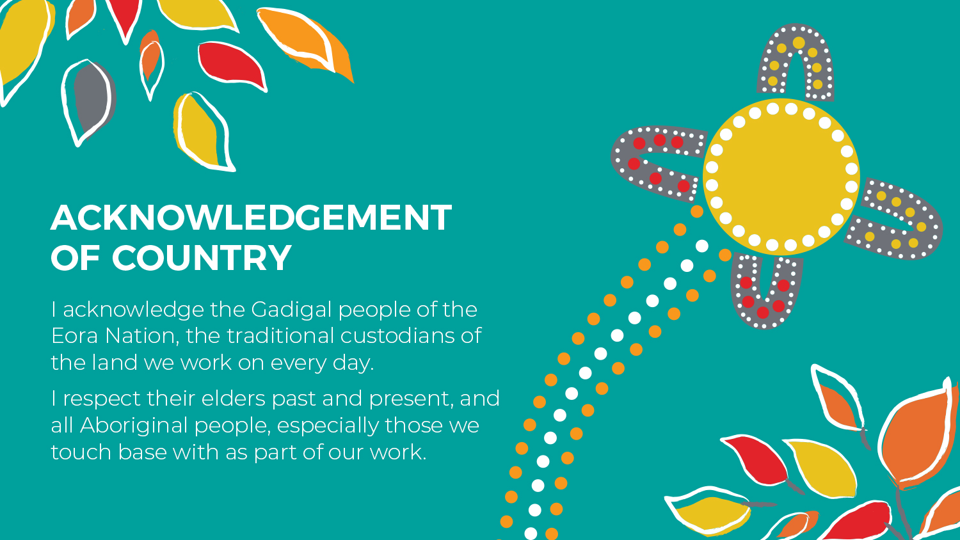 ACKNOWLEDGEMENT
OF COUNTRY
I acknowledge the Gadigal people of the
Eora Nation, the traditional custodians of
the land we work on every day.
I respect their elders past and present, and
all Aboriginal people, especially those we
touch base with as part of our work.